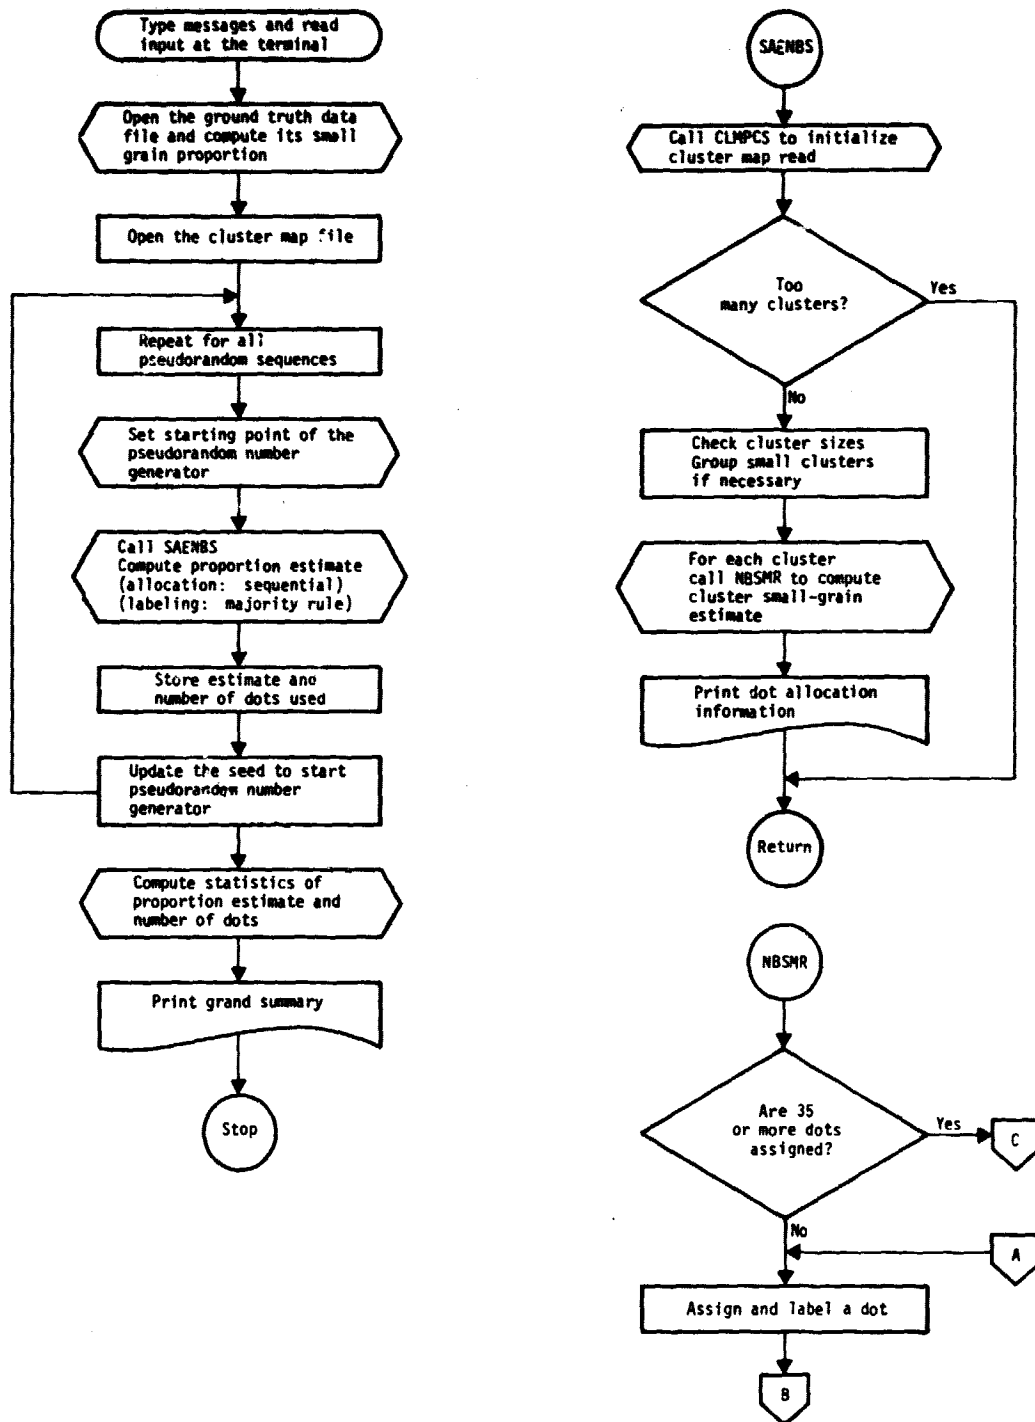 Type messages and read
input at the terminal
Open the ground truth data
file and compute its small
grain proportion
Open the cluster map file
Repeat for all
pseudorandom sequences
Set starting point of the
pseudorandom number
generator
Call SAENBS
Compute proportion estimate
(allocation: sequential)
(labeling: majority rule)
Store estimate and
number of dots used
Update the seed to start
pseudorandom number
generator
Compute statistics of
proportion estimate and
number of dots
Print grand summary
Stop
SAENBS
Call CLMPCS to initialize
cluster map read
Too
many clusters?
Yes
No
Check cluster sizes
Group small clusters
if necessary
For each cluster
call NBSMR to compute
cluster small-grain
estimate
Print dot allocation
information
Return
NBSMR
Are 35
or more dots
assigned?
Yes
C
No
A
Assign and label a dot
B